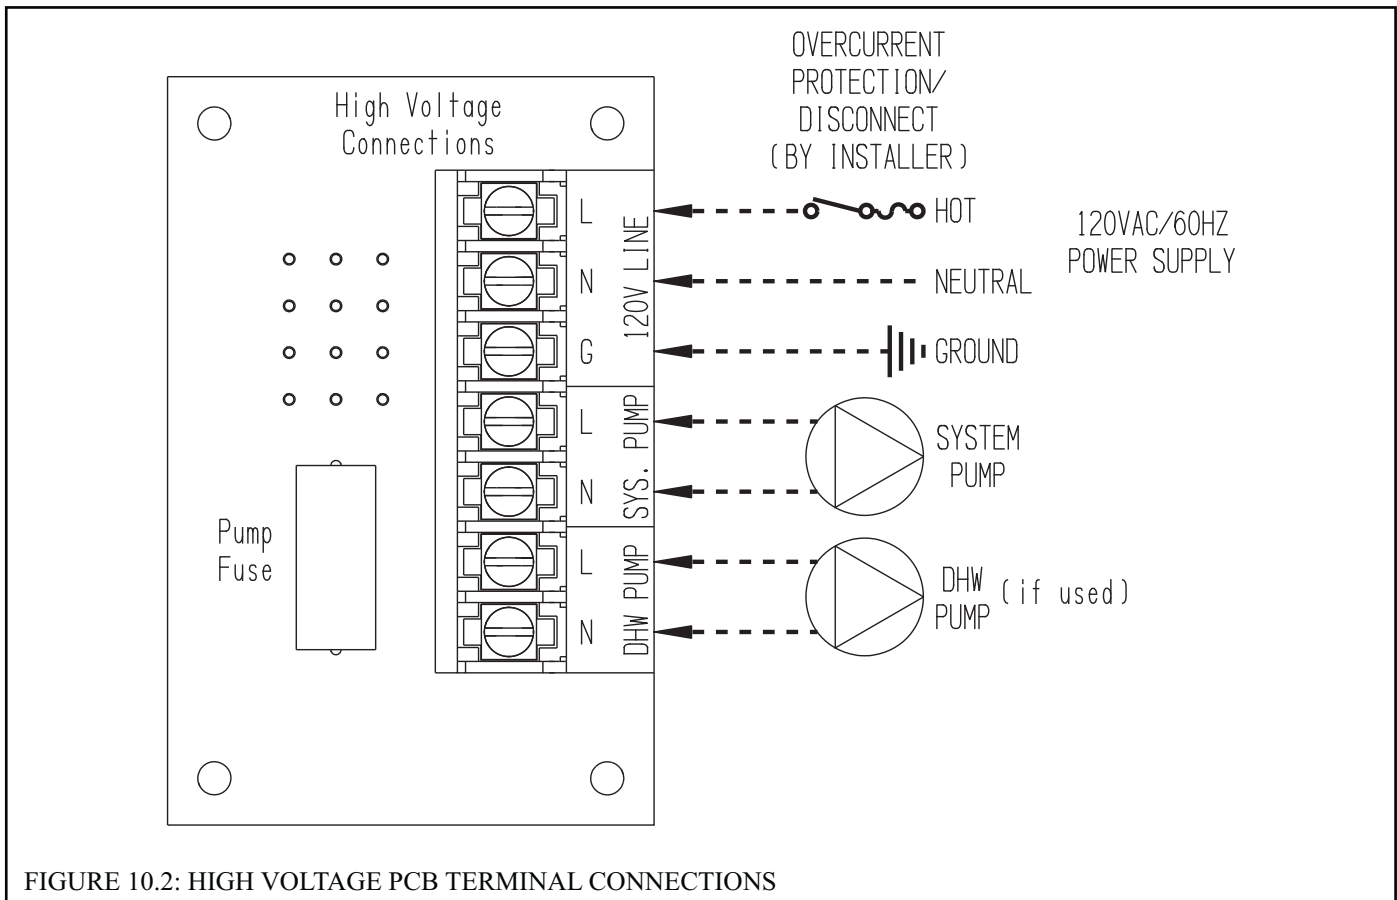 OVERCURRENT
PROTECTION/
DISCONNECT
(BY INSTALLER)
High Voltage
Connections
L
N
G
120V LINE
HOT
NEUTRAL
GROUND
120VAC/60HZ
POWER SUPPLY
L
N
SYS. PUMP
SYSTEM
PUMP
L
N
DHW PUMP
DHW
PUMP
(if used)
Pump
Fuse
FIGURE 10.2: HIGH VOLTAGE PCB TERMINAL CONNECTIONS